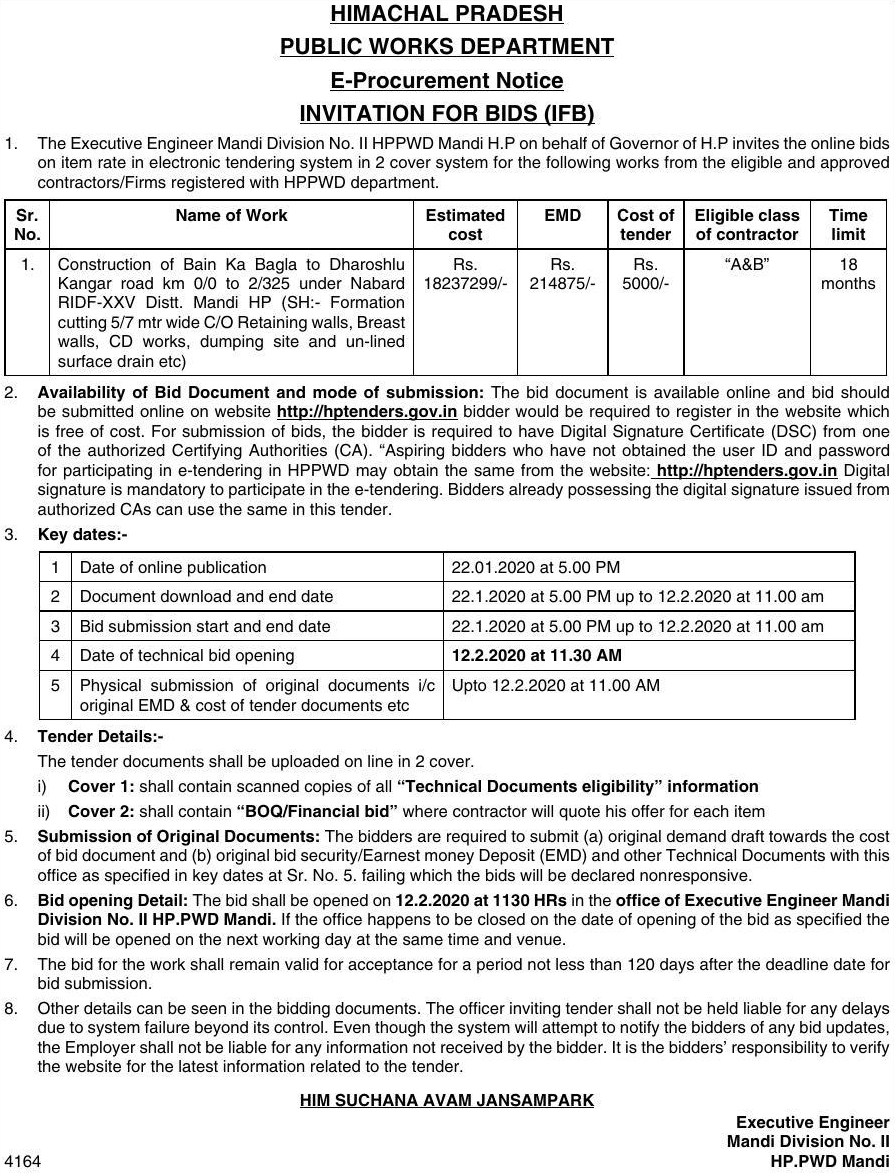 HIMACHAL PRADESH
PUBLIC WORKS DEPARTMENT
E-Procurement Notice
INVITATION FOR BIDS (IFB)
1. The Executive Engineer Mandi Division No. II HPPWD Mandi H.P on behalf of Governor of H.P invites the online bids
on item rate in electronic tendering system in 2 cover system for the following works from the eligible and approved
contractors/Firms registered with HPPWD department.
Sr. No. Name of Work Estimated cost EMD Cost of tender Eligible class of contractor Time limit
1. Construction of Bain Ka Bagla to Dharoshlu Rs. Rs. Rs. “A&B” 18
Kangar road km 0/0 to 2/325 under Nabard 18237299/- 214875/- 5000/- months
RIDF-XXV Distt. Mandi HP (SH:- Formation
cutting 5/7 mtr wide C/O Retaining walls, Breast
walls, CD works, dumping site and un-lined
surface drain etc)
2. Availability of Bid Document and mode of submission: The bid document is available online and bid should
be submitted online on website http://hptenders.gov.in bidder would be required to register in the website which
is free of cost. For submission of bids, the bidder is required to have Digital Signature Certificate (DSC) from one
of the authorized Certifying Authorities (CA). “Aspiring bidders who have not obtained the user ID and password
for participating in e-tendering in HPPWD may obtain the same from the website: http://hptenders.gov.in Digital
signature is mandatory to participate in the e-tendering. Bidders already possessing the digital signature issued from
authorized CAs can use the same in this tender.
3. Key dates:-
1 Date of online publication 22.01.2020 at 5.00 PM
2 Document download and end date 22.1.2020 at 5.00 PM up to 12.2.2020 at 11.00 am
3 Bid submission start and end date 22.1.2020 at 5.00 PM up to 12.2.2020 at 11.00 am
4 Date of technical bid opening 12.2.2020 at 11.30 AM
5 Physical submission of original documents i/c Upto 12.2.2020 at 11.00 AM
original EMD & cost of tender documents etc
4. Tender Details:-
The tender documents shall be uploaded on line in 2 cover.
i) Cover 1: shall contain scanned copies of all “Technical Documents eligibility” information
ii) Cover 2: shall contain “BOQ/Financial bid” where contractor will quote his offer for each item
5. Submission of Original Documents: The bidders are required to submit (a) original demand draft towards the cost
of bid document and (b) original bid security/Earnest money Deposit (EMD) and other Technical Documents with this
office as specified in key dates at Sr. No. 5. failing which the bids will be declared nonresponsive.
6. Bid opening Detail: The bid shall be opened on 12.2.2020 at 1130 HRs in the office of Executive Engineer Mandi
Division No. II HP.PWD Mandi. If the office happens to be closed on the date of opening of the bid as specified the
bid will be opened on the next working day at the same time and venue.
7. The bid for the work shall remain valid for acceptance for a period not less than 120 days after the deadline date for
bid submission.
8. Other details can be seen in the bidding documents. The officer inviting tender shall not be held liable for any delays
due to system failure beyond its control. Even though the system will attempt to notify the bidders of any bid updates,
the Employer shall not be liable for any information not received by the bidder. It is the bidders’ responsibility to verify
the website for the latest information related to the tender.
HIM SUCHANA AVAM JANSAMPARK
Executive Engineer
Mandi Division No. II
4164 HP.PWD Mandi